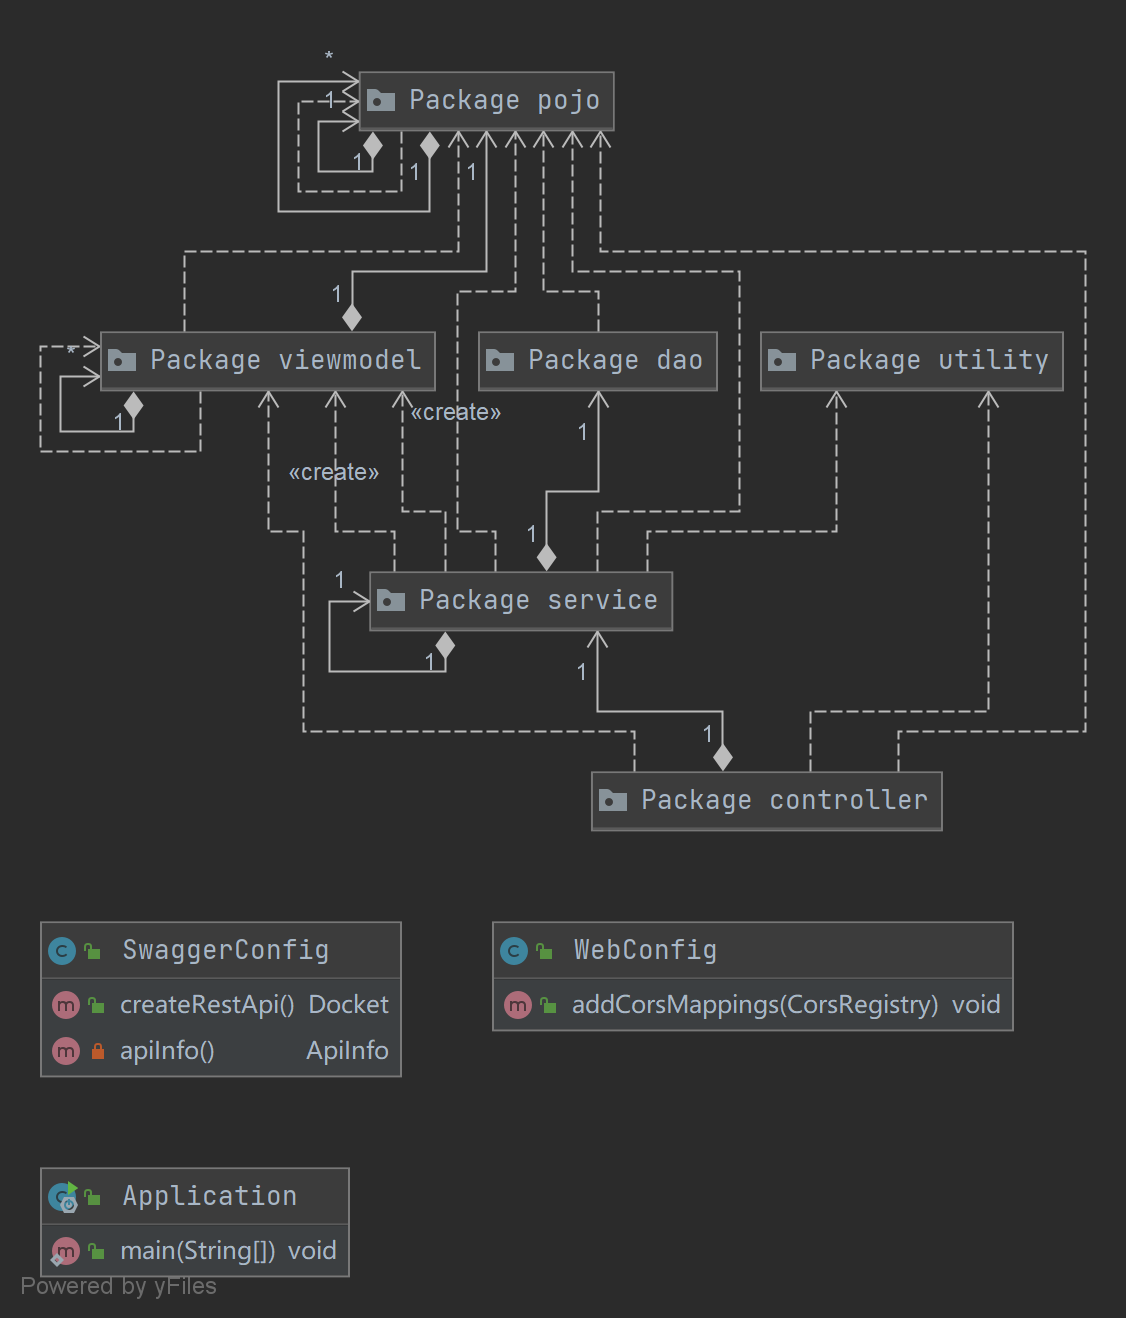 *
Package pojo
1
1
1
1
1
*
Package viewmodel
Package dao
Package utility
1
«create»
1
«create»
1
1
Package service
1
1
1
Package controller
SwaggerConfig
createRestApi() Docket
apiInfo() ApiInfo
WebConfig
addCorsMappings(CorsRegistry) void
Application
main(String[]) void
Powered by yFiles